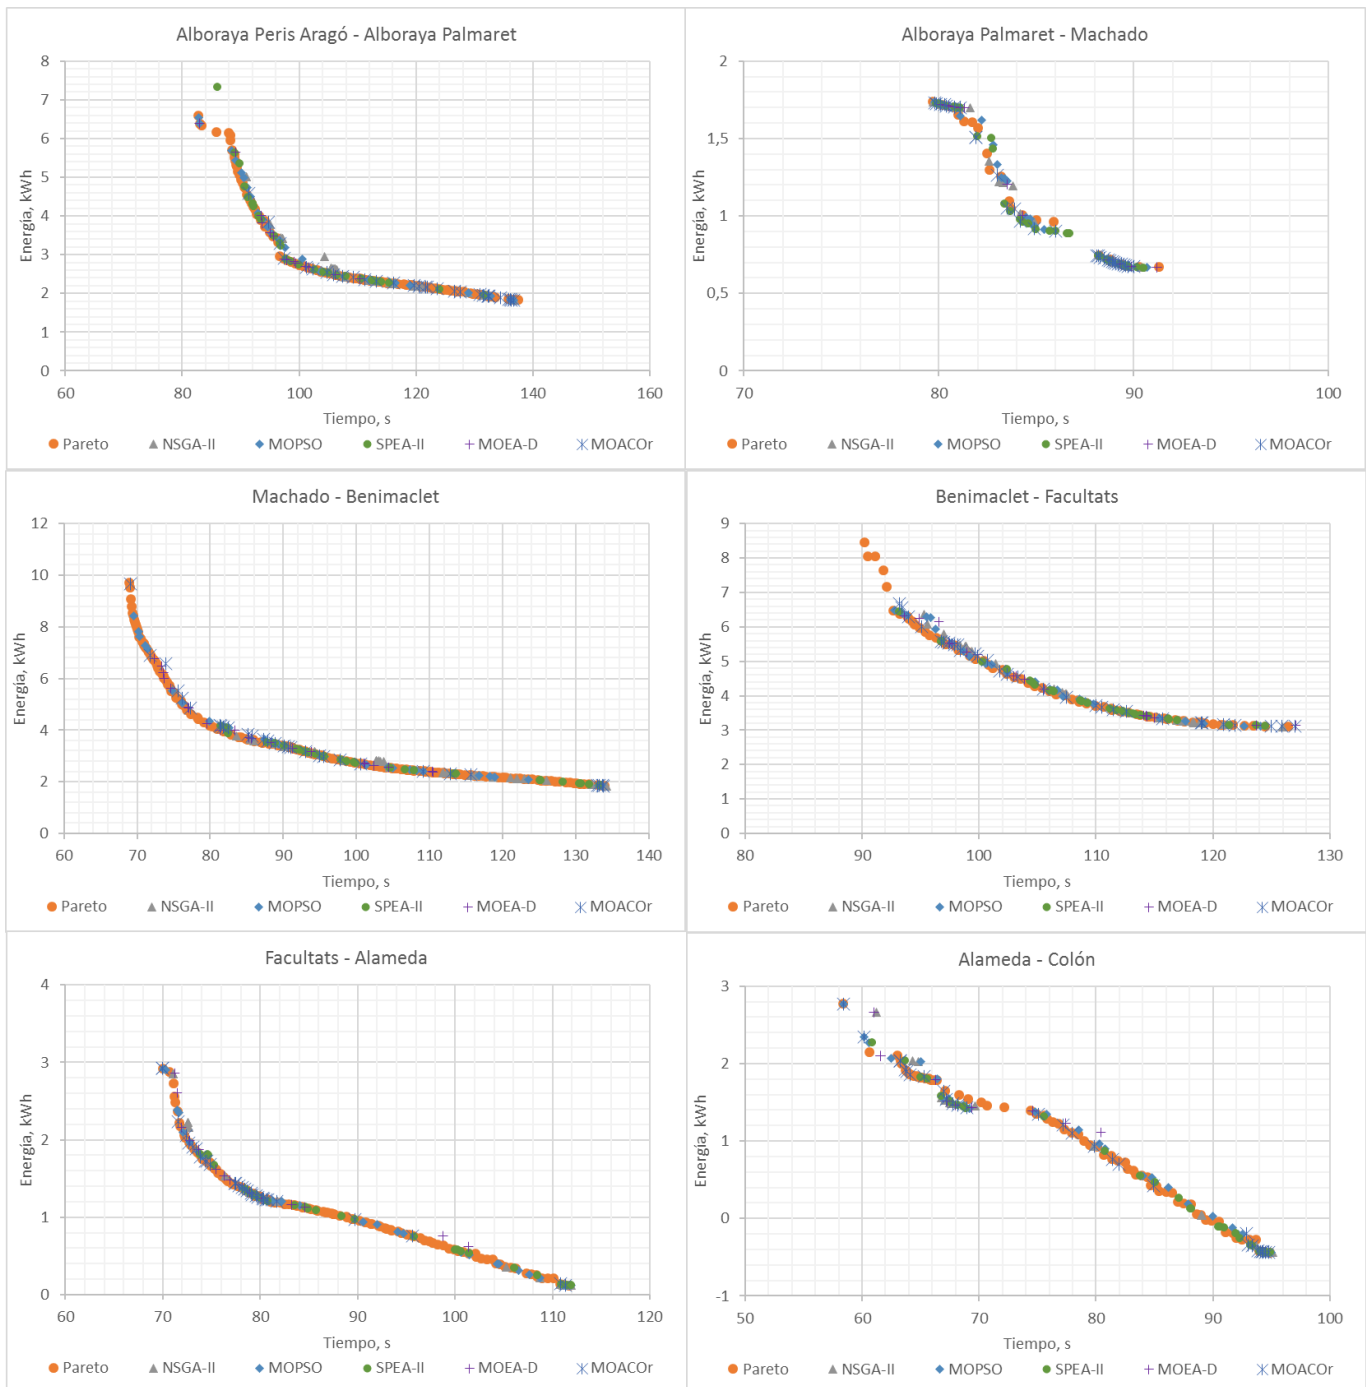 Alboraya Peris Aragó - Alboraya Palmaret
Energía, kWh
8
7
6
5
4
3
2
1
0
60 80 100 120 140 160
Tiempo, s
Pareto NSGA-II MOPSO SPEA-II MOEA-D MOACOr
Alboraya Palmaret - Machado
Energía, kWh
2
1,5
1
0,5
0
70 80 90 100
Tiempo, s
Pareto NSGA-II MOPSO SPEA-II MOEA-D MOACOr
Machado - Benimaclet
Energía, kWh
12
10
8
6
4
2
0
60 70 80 90 100 110 120 130 140
Tiempo, s
Pareto NSGA-II MOPSO SPEA-II MOEA-D MOACOr
Benimaclet - Facultats
Energía, kWh
9
8
7
6
5
4
3
2
1
0
80 90 100 110 120 130
Tiempo, s
Pareto NSGA-II MOPSO SPEA-II MOEA-D MOACOr
Facultats - Alameda
Energía, kWh
4
3
2
1
0
60 70 80 90 100 110 120
Tiempo, s
Pareto NSGA-II MOPSO SPEA-II MOEA-D MOACOr
Alameda - Colón
Energía, kWh
3
2
1
0
-1
50 60 70 80 90 100
Tiempo, s
Pareto NSGA-II MOPSO SPEA-II MOEA-D MOACOr